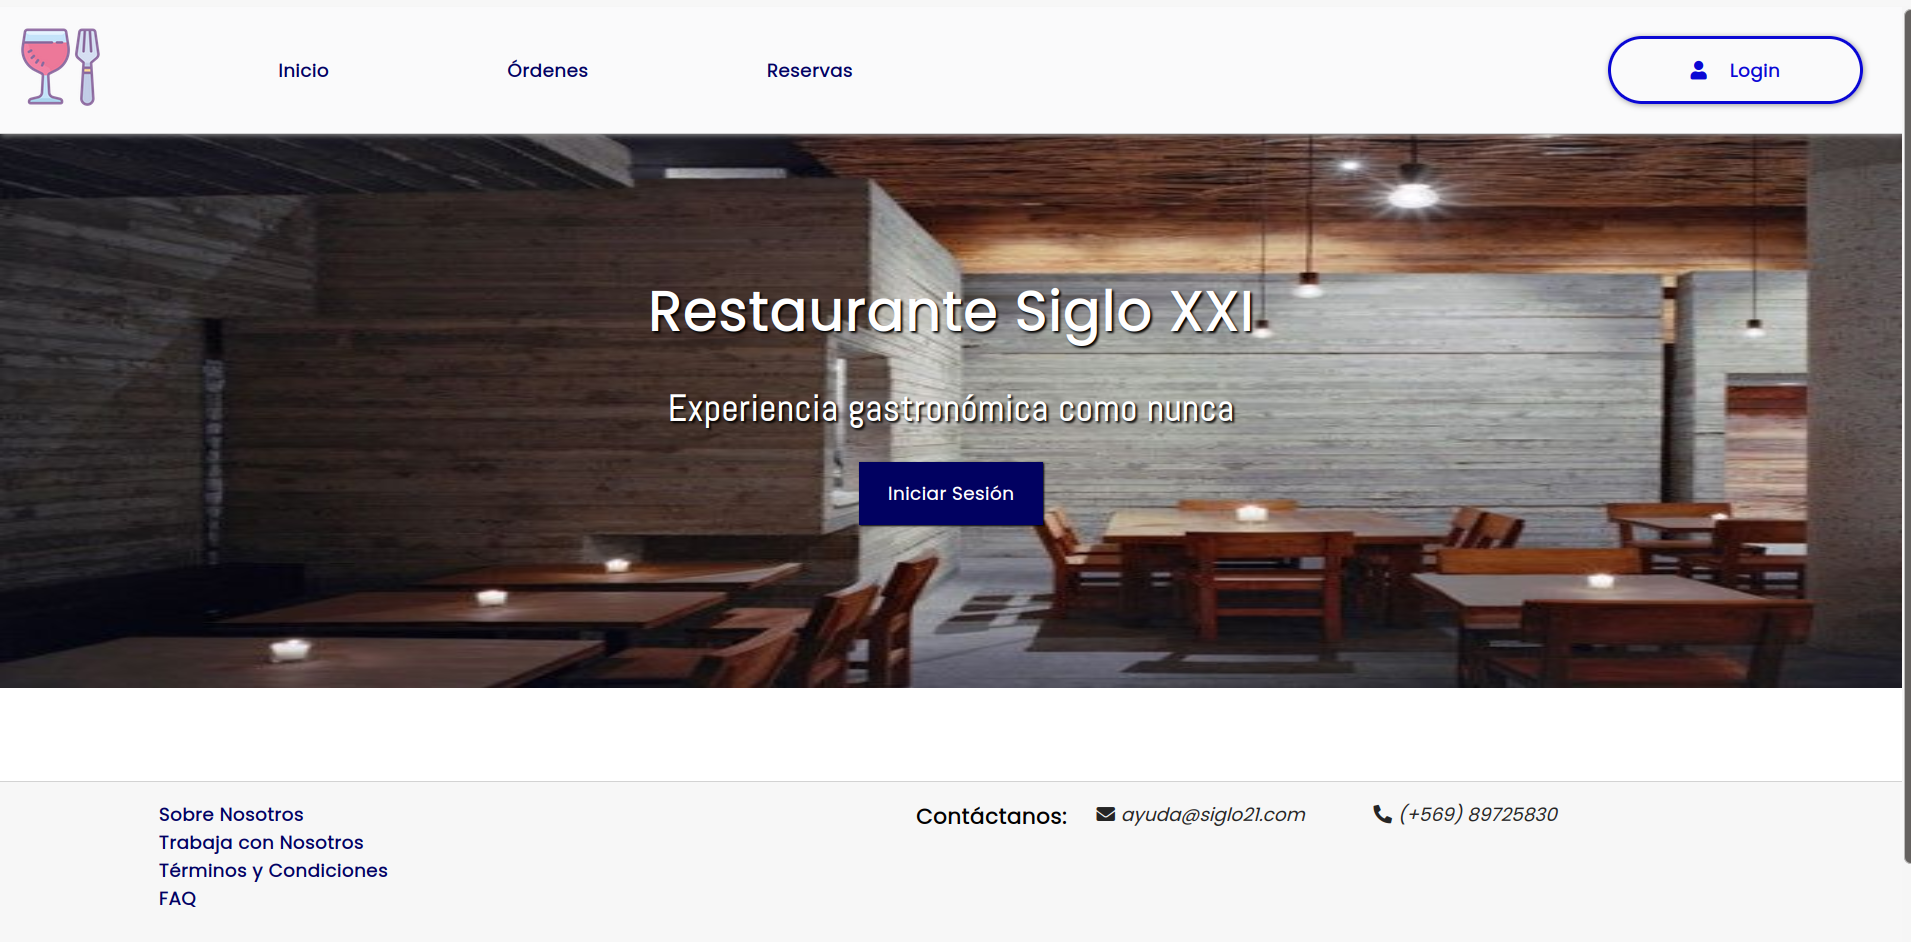 Inicio
Órdenes
Reservas
Login
Restaurante Siglo XXI
Experiencia gastronómica como nunca
Iniciar Sesión
Sobre Nosotros
Trabaja con Nosotros
Términos y Condiciones
FAQ
Contáctanos:
ayuda@siglo21.com
(+569) 89725830